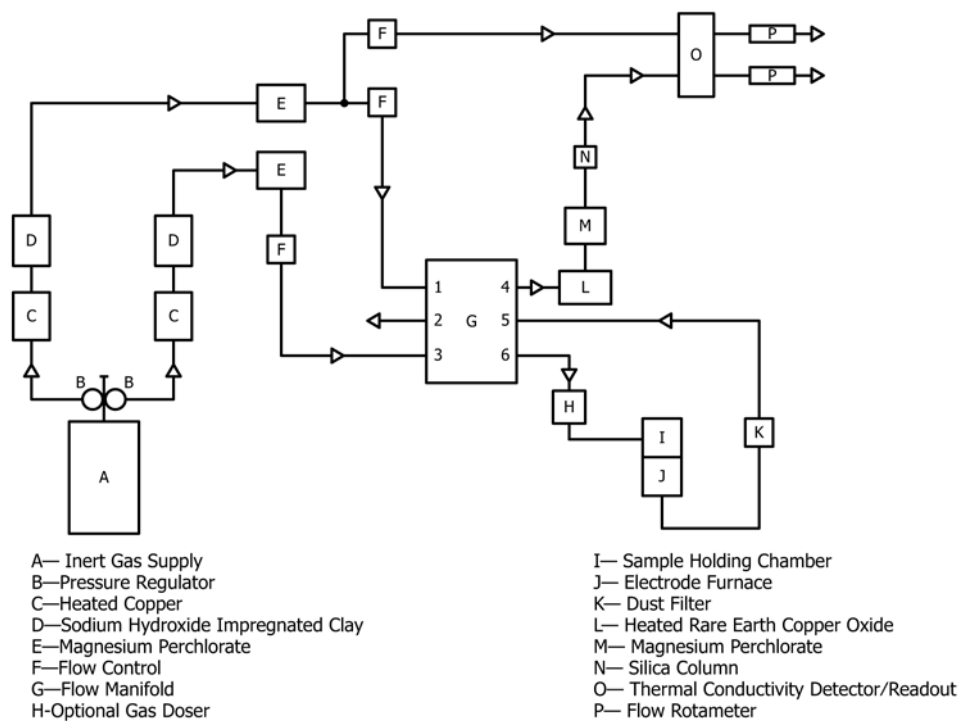 F
P
O
P
E
F
N
E
M
D
D
F
L
1
4
2
G
5
3
6
C
C
B
B
H
I
K
J
A
A— Inert Gas Supply
B—Pressure Regulator
C—Heated Copper
D—Sodium Hydroxide Impregnated Clay
E—Magnesium Perchlorate
F—Flow Control
G—Flow Manifold
H-Optional Gas Doser
I— Sample Holding Chamber
J— Electrode Furnace
K— Dust Filter
L— Heated Rare Earth Copper Oxide
M— Magnesium Perchlorate
N— Silica Column
O— Thermal Conductivity Detector/Readout
P— Flow Rotameter